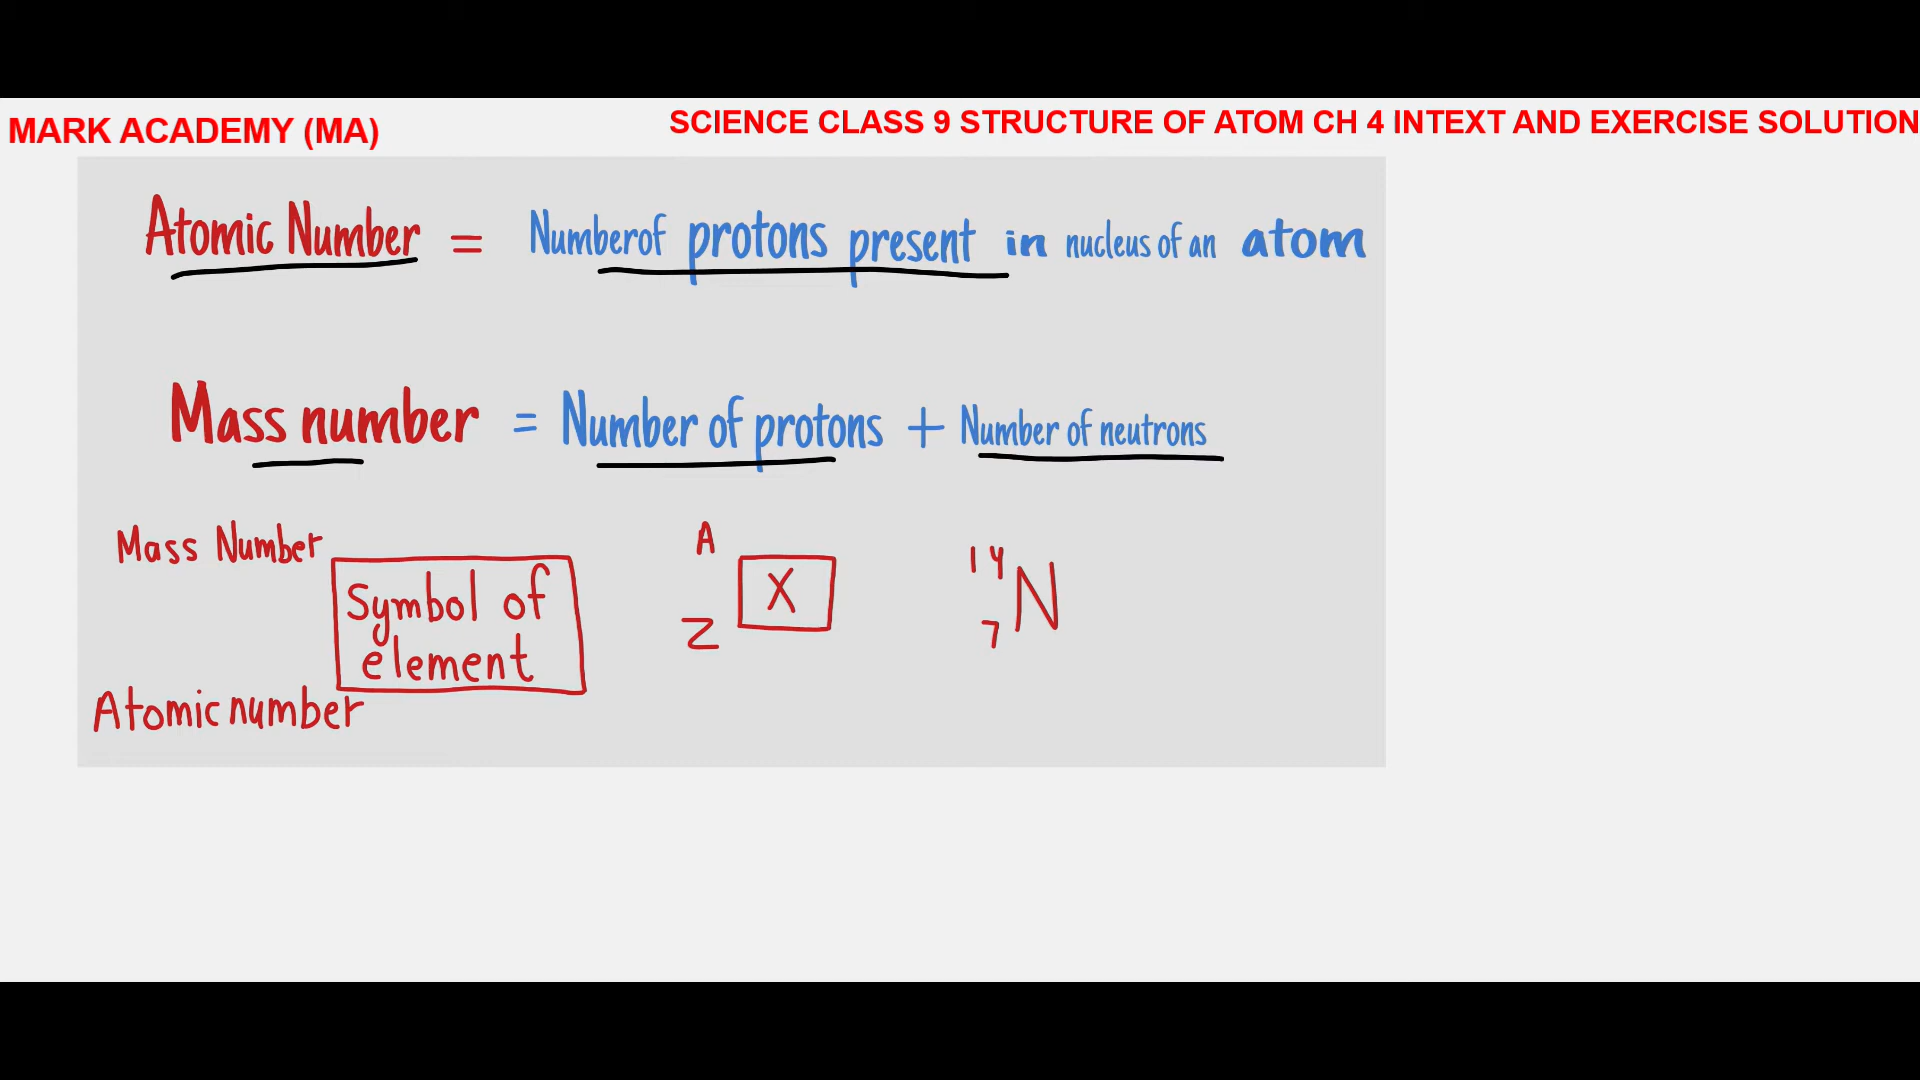 MARK ACADEMY (MA)
SCIENCE CLASS 9 STRUCTURE OF ATOM CH 4 INTEXT AND EXERCISE SOLUTION
Atomic Number = Numberof protons present in nucleus of an atom
Mass number = Number of protons + Number of neutrons
Mass Number
Symbol of
element
Atomic number
A
X
Z
14
N
7